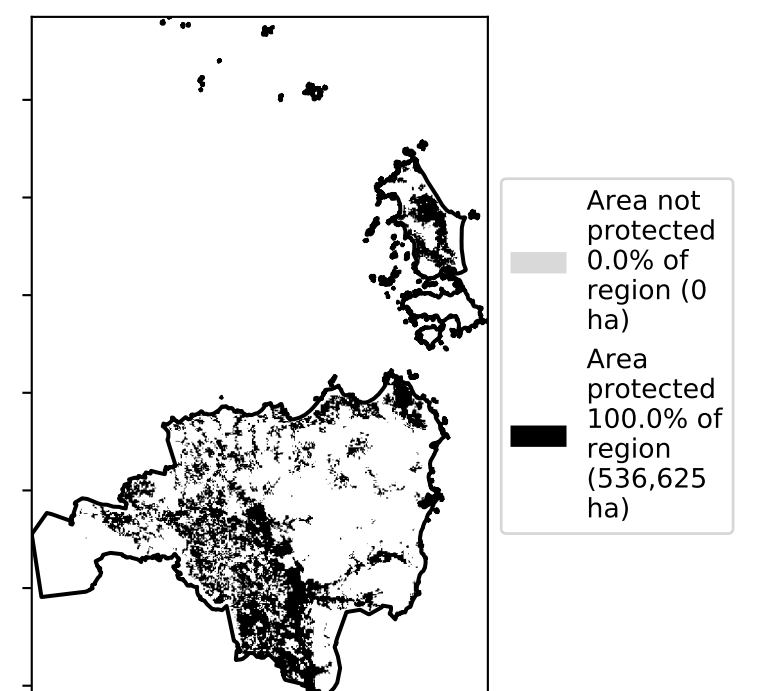 Area not
protected
0.0% of
region (0
ha)
Area
protected
100.0% of
region
(536,625
ha)